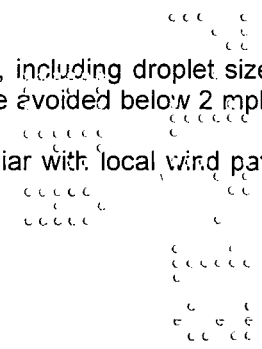 , including droplet size
e avoided below 2 mph
iar with local wind pa